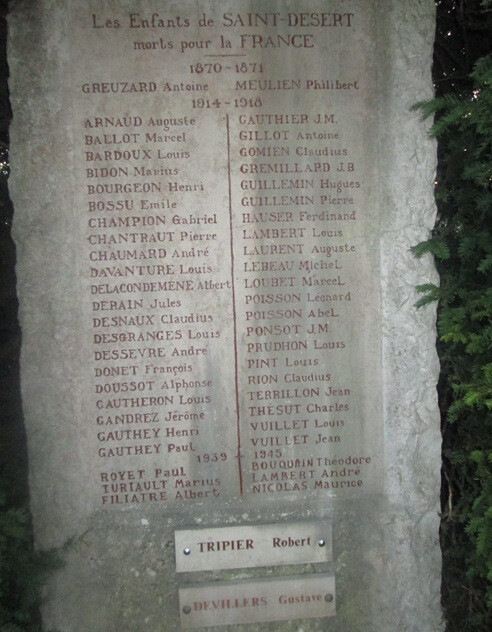 Les Enfants de SAINT-DESERT
morts pour la FRANCE
1870-1871
GREUZARD Antoine MEULIEN Philibert
1914-1918
ARNAUD Auguste
BALLOT Marcel
BARDOUX Louis
BIDON Marius
BOURGEON Henri
BOSSU Emile
CHAMPION Gabriel
CHANTRAUT Pierre
CHAUMARD André
DAVANTURE Louis
DELACONDEMENE Albert
DERAIN Jules
DESNAUX Claudius
DESGRANGES Louis
DESSEVRE André
DONET François
DOUSSOT Alphonse
GAUTHERON Louis
GANDREZ Jérôme
GAUTHEY Henri
GAUTHEY Paul
GAUTHIER J.M.
GILLOT Antoine
GOMIEN Claudius
GREMILLARD J.B
GUILLEMIN Hugues
GUILLEMIN Pierre
HAUSER Ferdinand
LAMBERT Louis
LAURENT Auguste
LEBEAU Michel
LOUBET Marcel
POISSON Léonard
POISSON Abel
PONSOT J.M
PRUDHON Louis
PINT Louis
RION Claudius
TERRILLON Jean
THESUT Charles
VUILLET Louis
VUILLET Jean
1939 - 1945
ROYET Paul
TURIAULT Marius
FILIATRE Albert
BOUQUAIN Théodore
LAMBERT André
NICOLAS Maurice
TRIPIER Robert
DEVILLERS Gustave